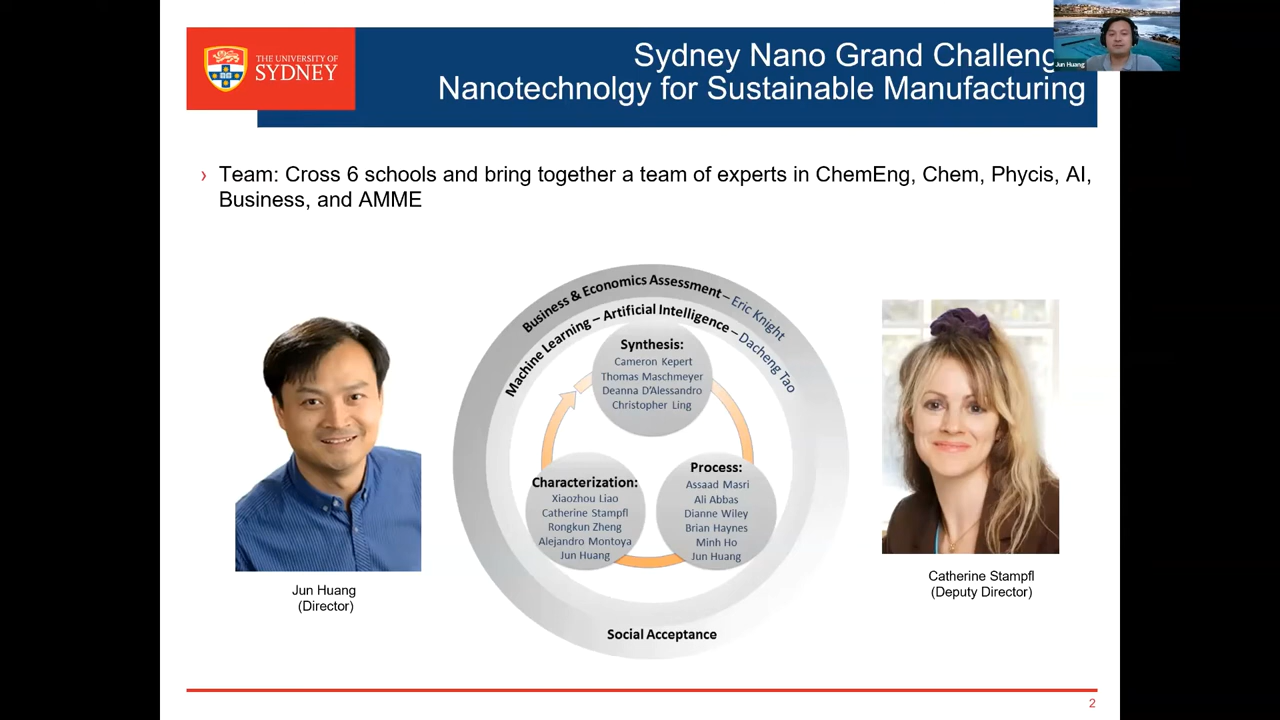 THE UNIVERSITY OF
SYDNEY
Sydney Nano Grand Challeng
Nanotechnolgy for Sustainable Manufacturing
Jun Huang
› Team: Cross 6 schools and bring together a team of experts in ChemEng, Chem, Phycis, AI,
Business, and AMME
Business & Economics Assessment – Eric Knight
Machine Learning – Artificial Intelligence – Dacheng Tao
Synthesis:
Cameron Kepert
Thomas Maschmeyer
Deanna D'Alessandro
Christopher Ling
Characterization:
Xiaozhou Liao
Catherine Stampfl
Rongkun Zheng
Alejandro Montoya
Jun Huang
Process:
Assaad Masri
Ali Abbas
Dianne Wiley
Brian Haynes
Minh Ho
Jun Huang
Social Acceptance
Jun Huang
(Director)
Catherine Stampfl
(Deputy Director)
2